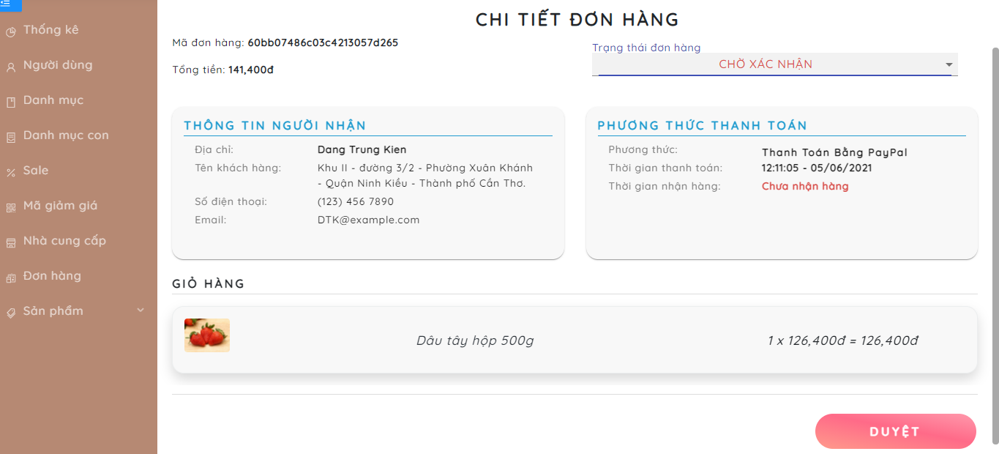 Thống kê
Người dùng
Danh mục
Danh mục con
Sale
Mã giảm giá
Nhà cung cấp
Đơn hàng
Sản phẩm
CHI TIẾT ĐƠN HÀNG
Mã đơn hàng: 60bb07486c03c4213057d265
Tổng tiền: 141,400đ
Trạng thái đơn hàng
CHỜ XÁC NHẬN
THÔNG TIN NGƯỜI NHẬN
Địa chỉ: Dang Trung Kien
Tên khách hàng: Khu II - đường 3/2 - Phường Xuân Khánh
- Quận Ninh Kiều - Thành phố Cần Thơ.
Số điện thoại: (123) 456 7890
Email: DTK@example.com
PHƯƠNG THỨC THANH TOÁN
Phương thức: Thanh Toán Bằng PayPal
Thời gian thanh toán: 12:11:05 - 05/06/2021
Thời gian nhận hàng: Chưa nhận hàng
GIỎ HÀNG
Dâu tây hộp 500g 1 x 126,400đ = 126,400đ
DUYỆT